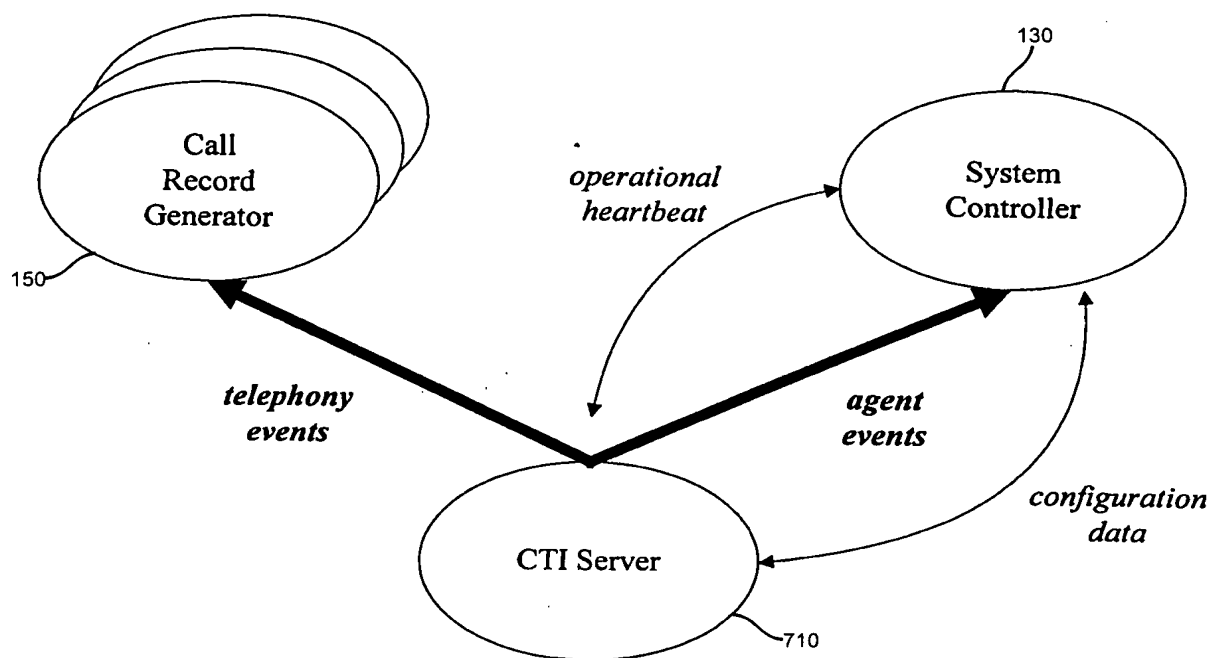 130
Call
Record
Generator
operational
heartbeat
System
Controller
150
telephony
events
agent
events
configuration
data
CTI Server
710